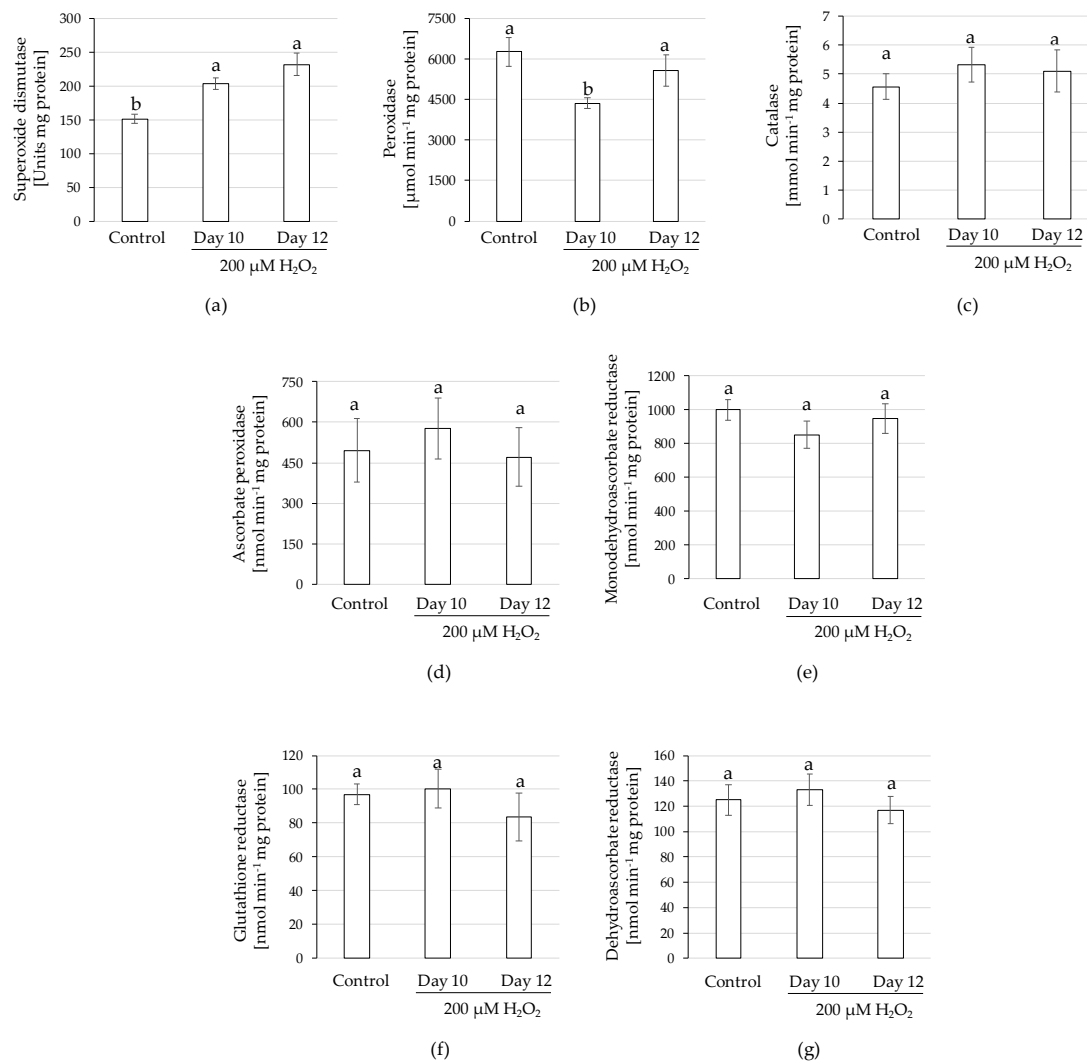 Superoxide dismutase
[Units mg protein]
300
250
200
150
100
50
0
b
a
a
Control
Day 10
Day 12
200 µM H₂O₂
(a)
Peroxidase
[µmol min⁻¹ mg protein]
7500
6000
4500
3000
1500
0
a
b
a
Control
Day 10
Day 12
200 µM H₂O₂
(b)
Catalase
[mmol min⁻¹ mg protein]
7
6
5
4
3
2
1
0
a
a
a
Control
Day 10
Day 12
200 µM H₂O₂
(c)
Ascorbate peroxidase
[nmol min⁻¹ mg protein]
750
600
450
300
150
0
a
a
a
Control
Day 10
Day 12
200 µM H₂O₂
(d)
Monodehydroascorbate reductase
[nmol min⁻¹ mg protein]
1200
1000
800
600
400
200
0
a
a
a
Control
Day 10
Day 12
200 µM H₂O₂
(e)
Glutathione reductase
[nmol min⁻¹ mg protein]
120
100
80
60
40
20
0
a
a
a
Control
Day 10
Day 12
200 µM H₂O₂
(f)
Dehydroascorbate reductase
[nmol min⁻¹ mg protein]
160
140
120
100
80
60
40
20
0
a
a
a
Control
Day 10
Day 12
200 µM H₂O₂
(g)